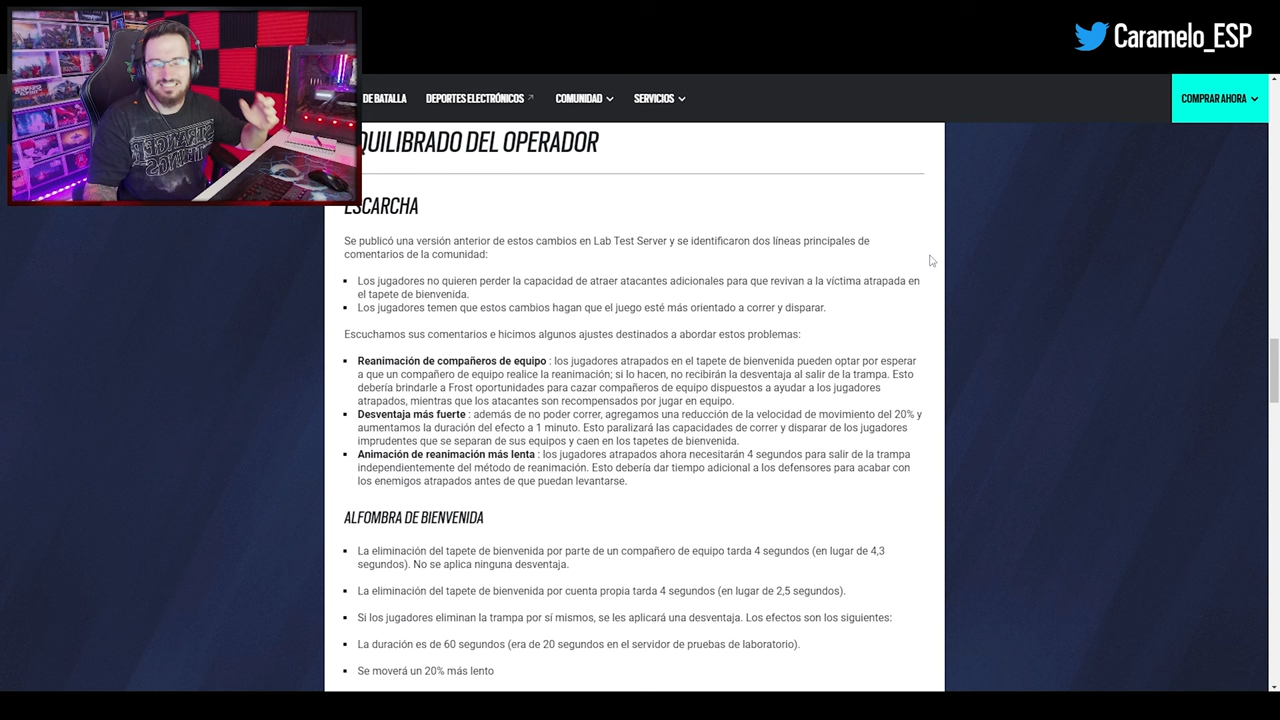 Caramelo_ESP
DE BATALLA DEPORTES ELECTRÓNICOS COMUNIDAD SERVICIOS COMPRAR AHORA
QUILIBRADO DEL OPERADOR
ESCARCHA
Se publicó una versión anterior de estos cambios en Lab Test Server y se identificaron dos líneas principales de
comentarios de la comunidad:
Los jugadores no quieren perder la capacidad de atraer atacantes adicionales para que revivan a la víctima atrapada en
el tapete de bienvenida.
Los jugadores temen que estos cambios hagan que el juego esté más orientado a correr y disparar.
Escuchamos sus comentarios e hicimos algunos ajustes destinados a abordar estos problemas:
Reanimación de compañeros de equipo : los jugadores atrapados en el tapete de bienvenida pueden optar por esperar
a que un compañero de equipo realice la reanimación; si lo hacen, no recibirán la desventaja al salir de la trampa. Esto
debería brindarle a Frost oportunidades para cazar compañeros de equipo dispuestos a ayudar a los jugadores
atrapados, mientras que los atacantes son recompensados por jugar en equipo.
Desventaja más fuerte : además de no poder correr, agregamos una reducción de la velocidad de movimiento del 20% y
aumentamos la duración del efecto a 1 minuto. Esto paralizará las capacidades de correr y disparar de los jugadores
imprudentes que se separan de sus equipos y caen en los tapetes de bienvenida.
Animación de reanimación más lenta : los jugadores atrapados ahora necesitarán 4 segundos para salir de la trampa
independientemente del método de reanimación. Esto debería dar tiempo adicional a los defensores para acabar con
los enemigos atrapados antes de que puedan levantarse.
ALFOMBRA DE BIENVENIDA
La eliminación del tapete de bienvenida por parte de un compañero de equipo tarda 4 segundos (en lugar de 4,3
segundos). No se aplica ninguna desventaja.
La eliminación del tapete de bienvenida por cuenta propia tarda 4 segundos (en lugar de 2,5 segundos).
Si los jugadores eliminan la trampa por sí mismos, se les aplicará una desventaja. Los efectos son los siguientes:
La duración es de 60 segundos (era de 20 segundos en el servidor de pruebas de laboratorio).
Se moverá un 20% más lento
STRANGER
THINGS